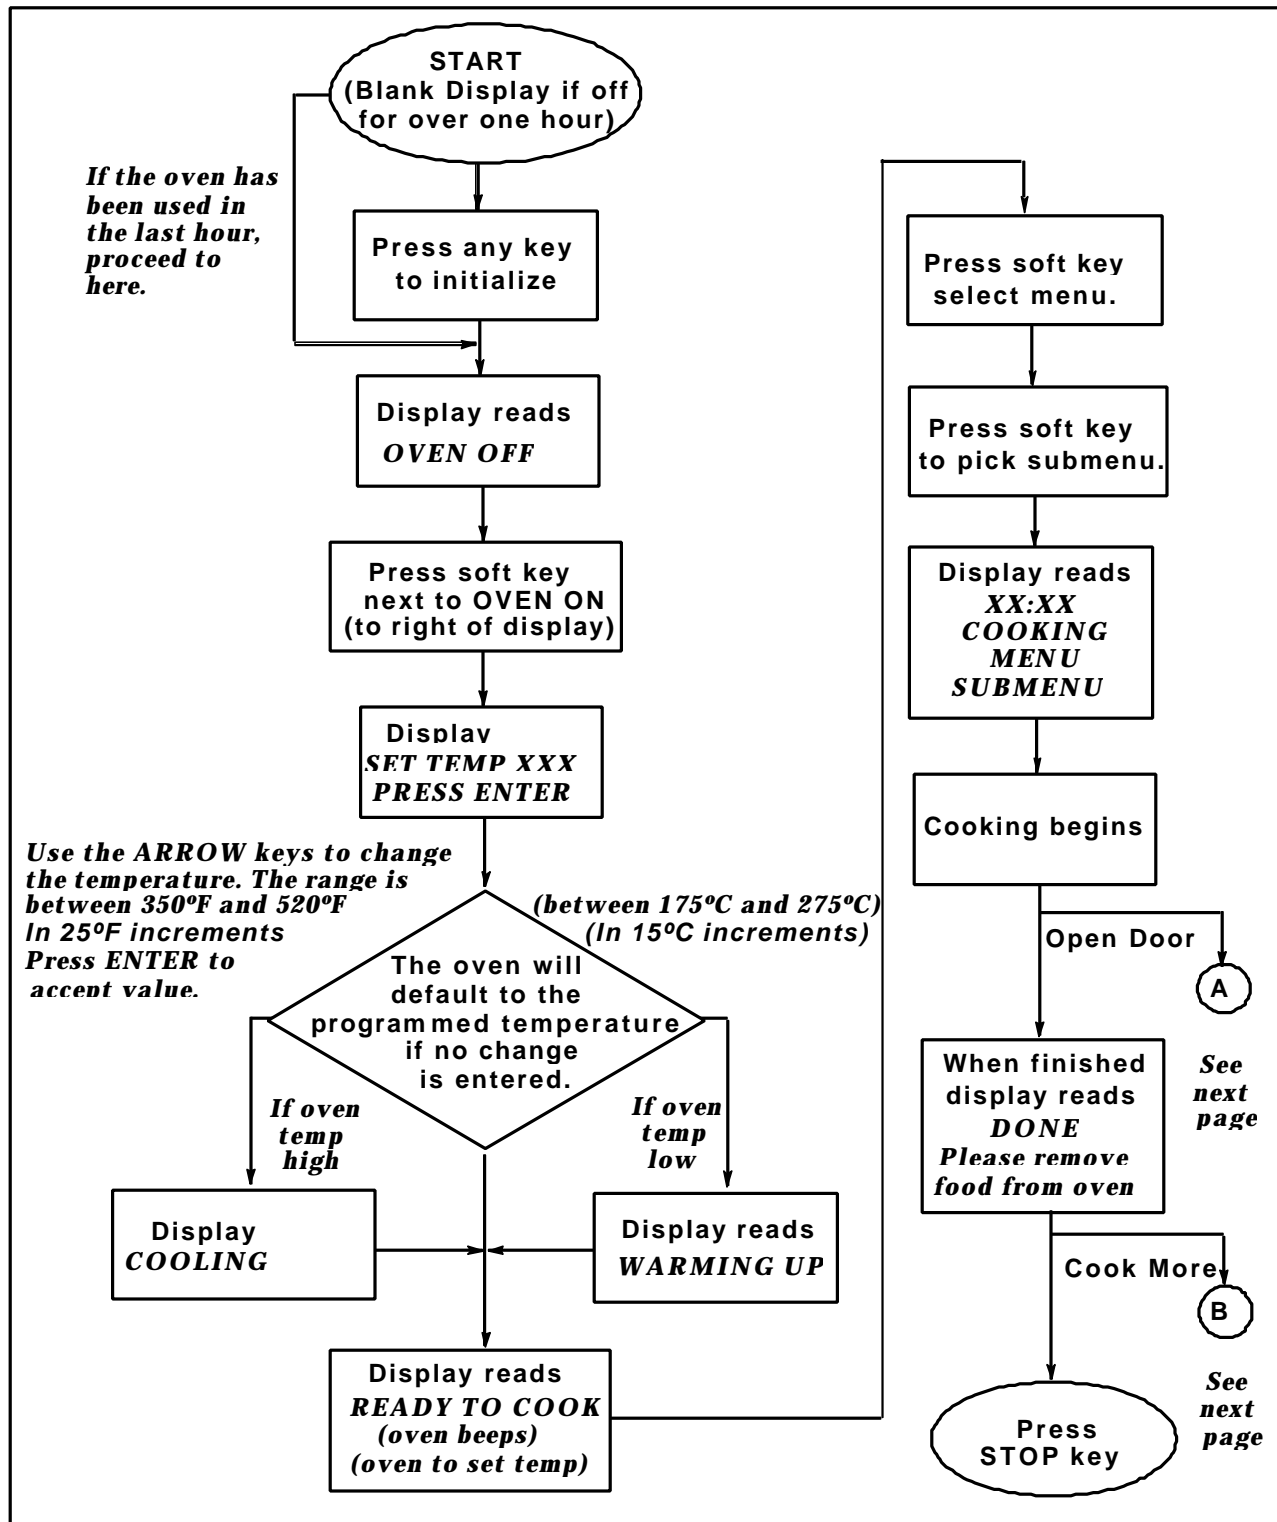 START
(Blank Display if off
for over one hour)
If the oven has
been used in
the last hour,
proceed to
here.
Press any key
to initialize
Display reads
OVEN OFF
Press soft key
next to OVEN ON
(to right of display)
Display
SET TEMP XXX
PRESS ENTER
Use the ARROW keys to change
the temperature. The range is
between 350ºF and 520ºF
In 25ºF increments
Press ENTER to
accept value.
(between 175ºC and 275ºC)
(In 15ºC increments)
The oven will
default to the
programmed temperature
if no change
is entered.
If oven
temp
high
If oven
temp
low
Display
COOLING
Display reads
WARMING UP
Display reads
READY TO COOK
(oven beeps)
(oven to set temp)
Press soft key
select menu.
Press soft key
to pick submenu.
Display reads
XX:XX
COOKING
MENU
SUBMENU
Cooking begins
Open Door
A
See
next
page
When finished
display reads
DONE
Please remove
food from oven
Cook More
B
See
next
page
Press
STOP key